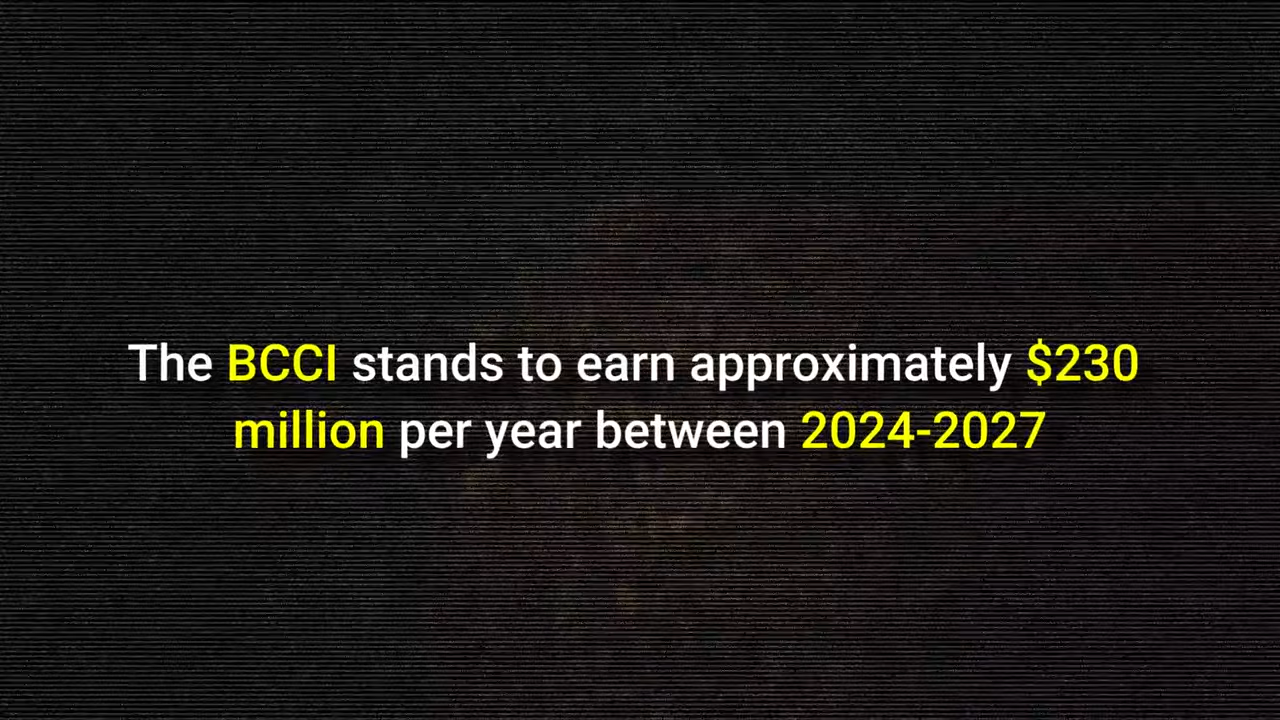 The BCCI stands to earn approximately $230
million per year between 2024-2027